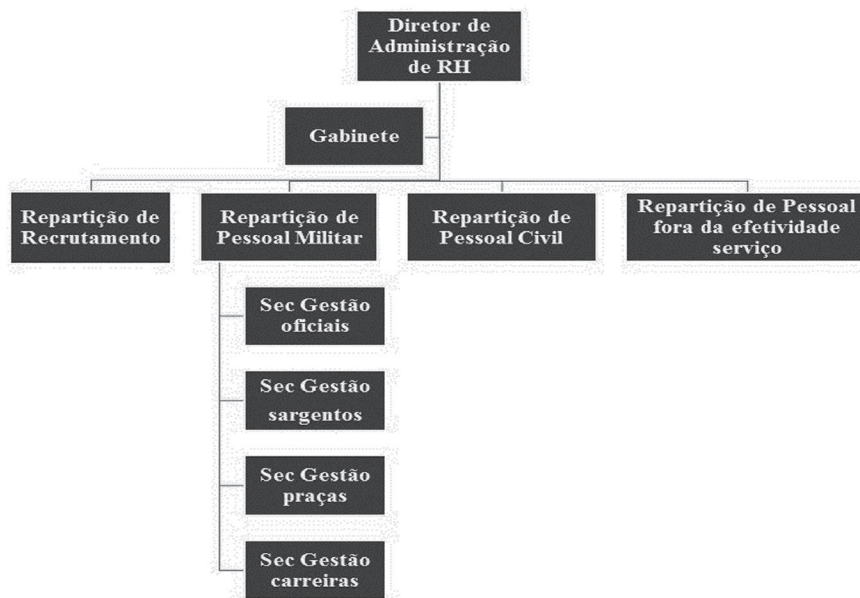 Diretor de
Administração
de RH
Gabinete
Repartição de
Recrutamento
Repartição de
Pessoal Militar
Repartição de
Pessoal Civil
Repartição de Pessoal
fora da efetividade
serviço
Sec Gestão
oficiais
Sec Gestão
sargentos
Sec Gestão
praças
Sec Gestão
carreiras